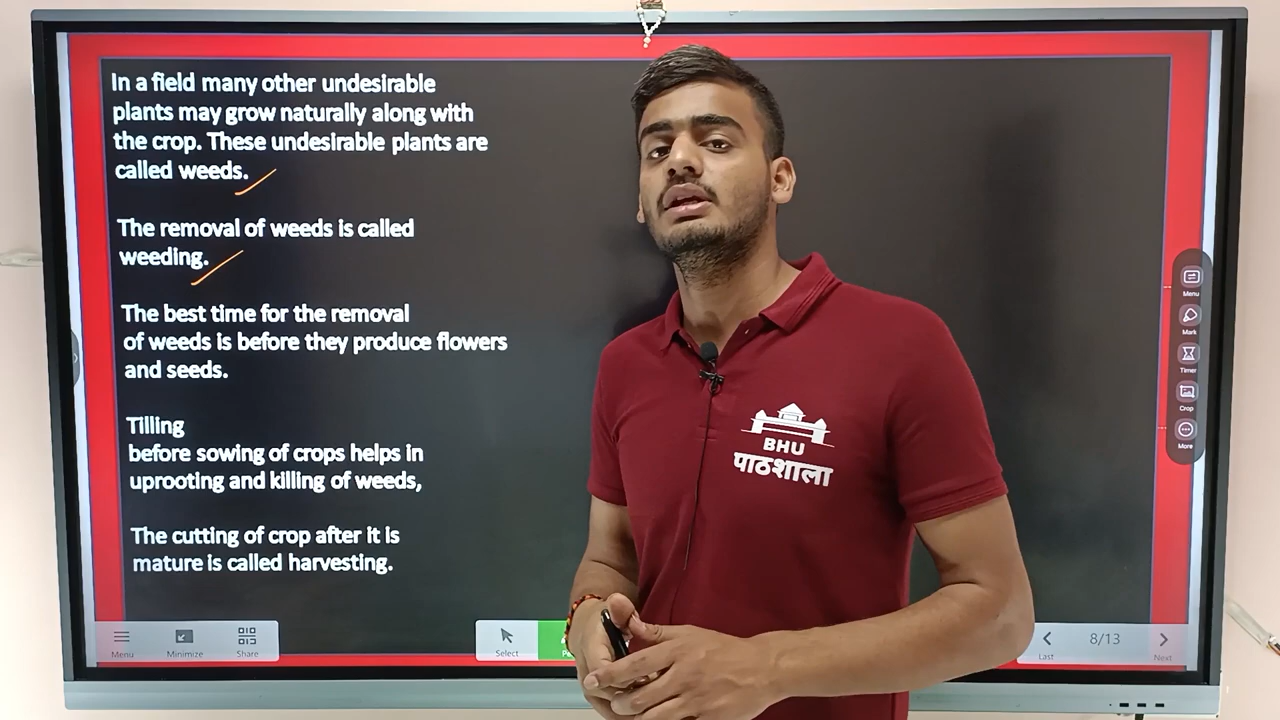 In a field many other undesirable
plants may grow naturally along with
the crop. These undesirable plants are
called weeds.
The removal of weeds is called
weeding.
The best time for the removal
of weeds is before they produce flowers
and seeds.
Tilling
before sowing of crops helps in
uprooting and killing of weeds,
The cutting of crop after it is
mature is called harvesting.
BHU
पाठशाला
Menu
Mark
Timer
Crop
More
Menu
Minimize
Share
Select
Last
8/13
Next